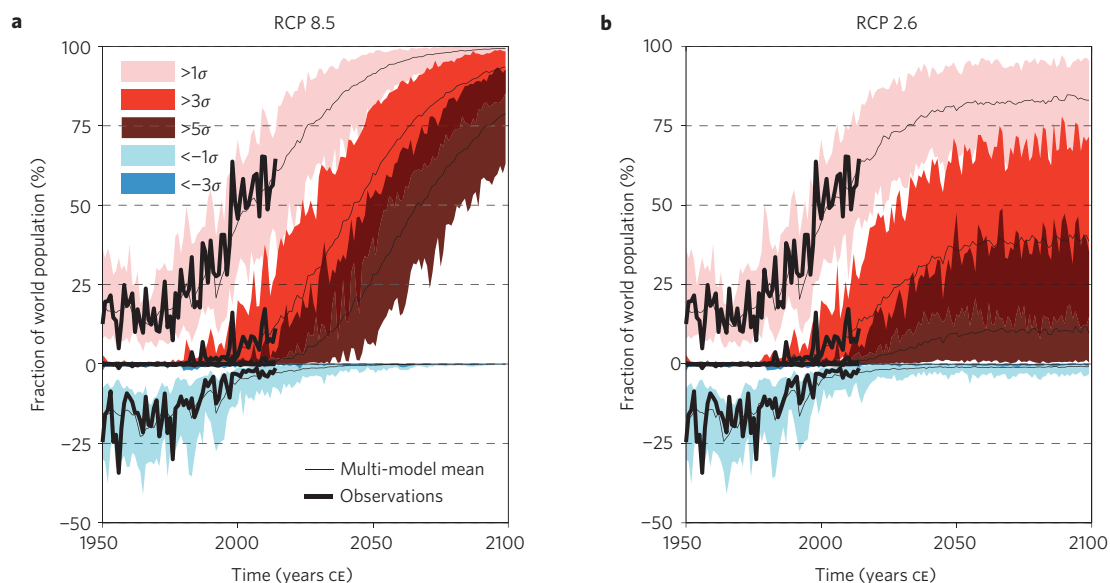 a
RCP 8.5
Fraction of world population (%)
100
75
50
25
0
−25
−50
>1σ
>3σ
>5σ
<−1σ
<−3σ
Multi-model mean
Observations
1950
2000
2050
2100
Time (years CE)
b
RCP 2.6
Fraction of world population (%)
100
75
50
25
0
−25
−50
1950
2000
2050
2100
Time (years CE)